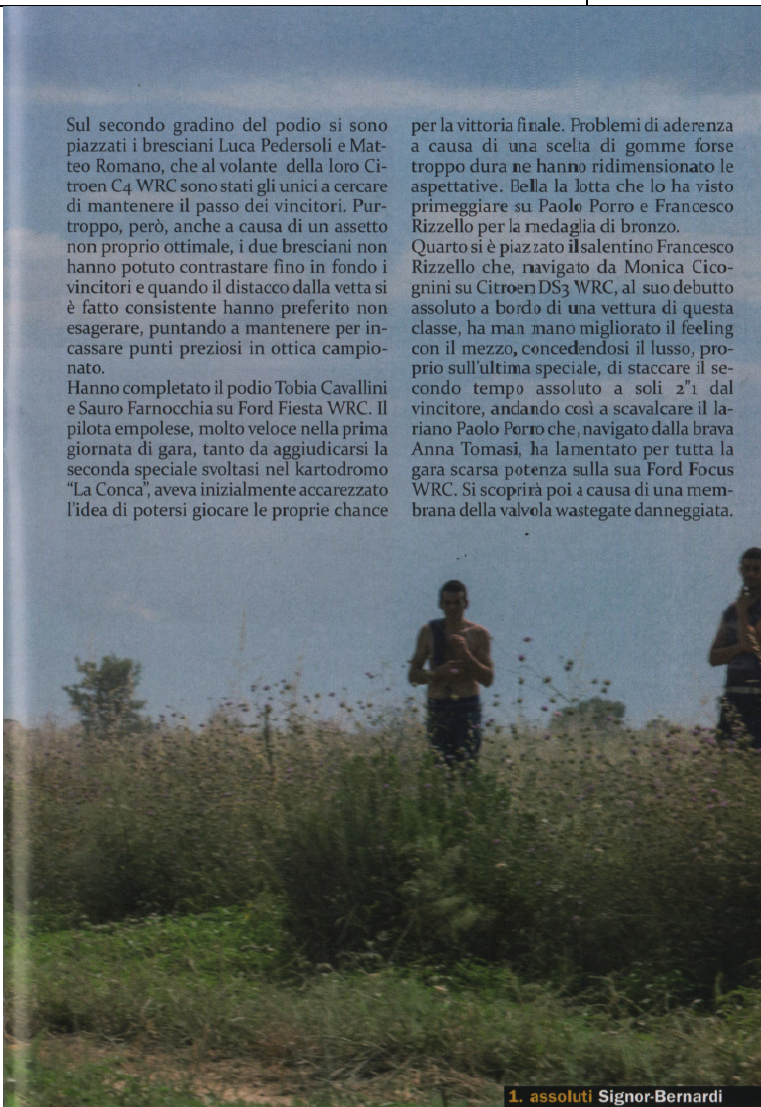 Sul secondo gradino del podio si sono
piazzati i bresciani Luca Pedersoli e Mat-
teo Romano, che al volante della loro Ci-
troen C4 WRC sono stati gli unici a cercare
di mantenere il passo dei vincitori. Pur-
troppo, però, anche a causa di un assetto
non proprio ottimale, i due bresciani non
hanno potuto contrastare fino in fondo i
vincitori e quando il distacco dalla vetta si
è fatto consistente hanno preferito non
esagerare, puntando a mantenere per in-
cassare punti preziosi in ottica campio-
nato.
Hanno completato il podio Tobia Cavallini
e Sauro Farnocchia su Ford Fiesta WRC. Il
pilota empolese, molto veloce nella prima
giornata di gara, tanto da aggiudicarsi la
seconda speciale svoltasi nel kartodromo
“La Conca”, aveva inizialmente accarezzato
l'idea di potersi giocare le proprie chance
per la vittoria finale. Problemi di aderenza
a causa di una scelta di gomme forse
troppo dura ne hanno ridimensionato le
aspettative. Bella la lotta che lo ha visto
primeggiare su Paolo Porro e Francesco
Rizzello per la medaglia di bronzo.
Quarto si è piazzato il salentino Francesco
Rizzello che, navigato da Monica Cico-
gnini su Citroen DS3 WRC, al suo debutto
assoluto a bordo di una vettura di questa
classe, ha man mano migliorato il feeling
con il mezzo, concedendosi il lusso, pro-
prio sull'ultima speciale, di staccare il se-
condo tempo assoluto a soli 2"1 dal
vincitore, andando così a scavalcare il la-
riano Paolo Porro che, navigato dalla brava
Anna Tomasi, ha lamentato per tutta la
gara scarsa potenza sulla sua Ford Focus
WRC. Si scoprirà poi a causa di una mem-
brana della valvola wastegate danneggiata.
1. assoluti Signor-Bernardi